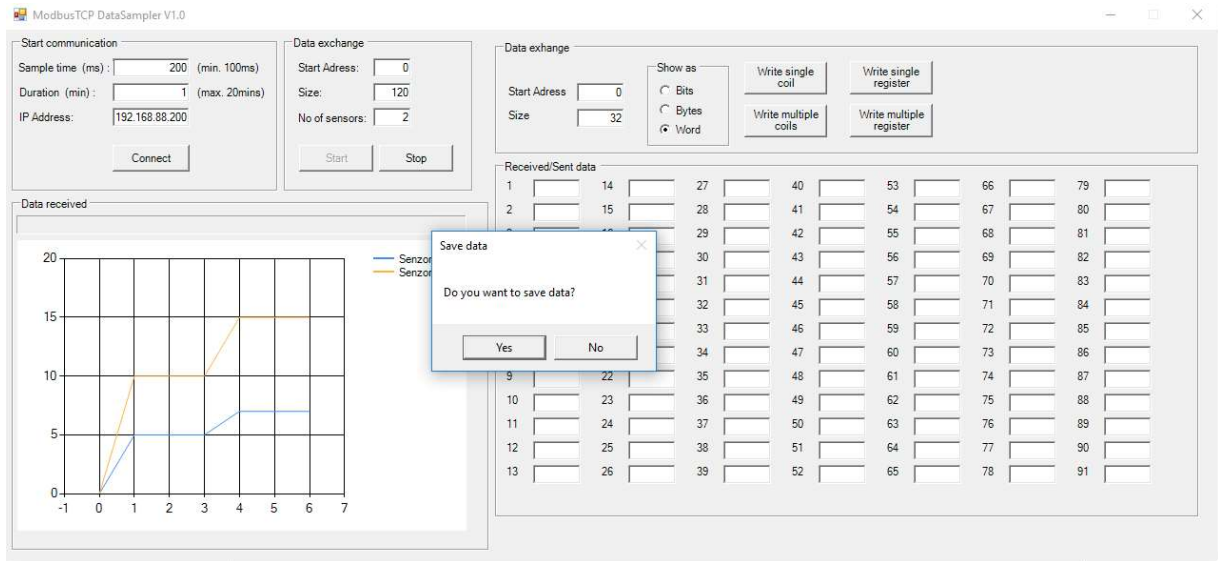 ModbusTCP DataSampler V1.0
Start communication
Sample time (ms) : 200 (min. 100ms)
Duration (min) : 1 (max. 20mins)
IP Address: 192.168.88.200
Connect
Data exchange
Start Adress: 0
Size: 120
No of sensors: 2
Start Stop
Data exhange
Start Adress 0
Size 32
Show as
Bits
Bytes
Word
Write single coil
Write single register
Write multiple coils
Write multiple register
Data received
20
15
10
5
0
-1 0 1 2 3 4 5 6 7
Save data
Do you want to save data?
Yes No
Received/Sent data
1 14 27 40 53 66 79
2 15 28 41 54 67 80
29 42 55 68 81
30 43 56 69 82
31 44 57 70 83
32 45 58 71 84
33 46 59 72 85
34 47 60 73 86
9 22 35 48 61 74 87
10 23 36 49 62 75 88
11 24 37 50 63 76 89
12 25 38 51 64 77 90
13 26 39 52 65 78 91